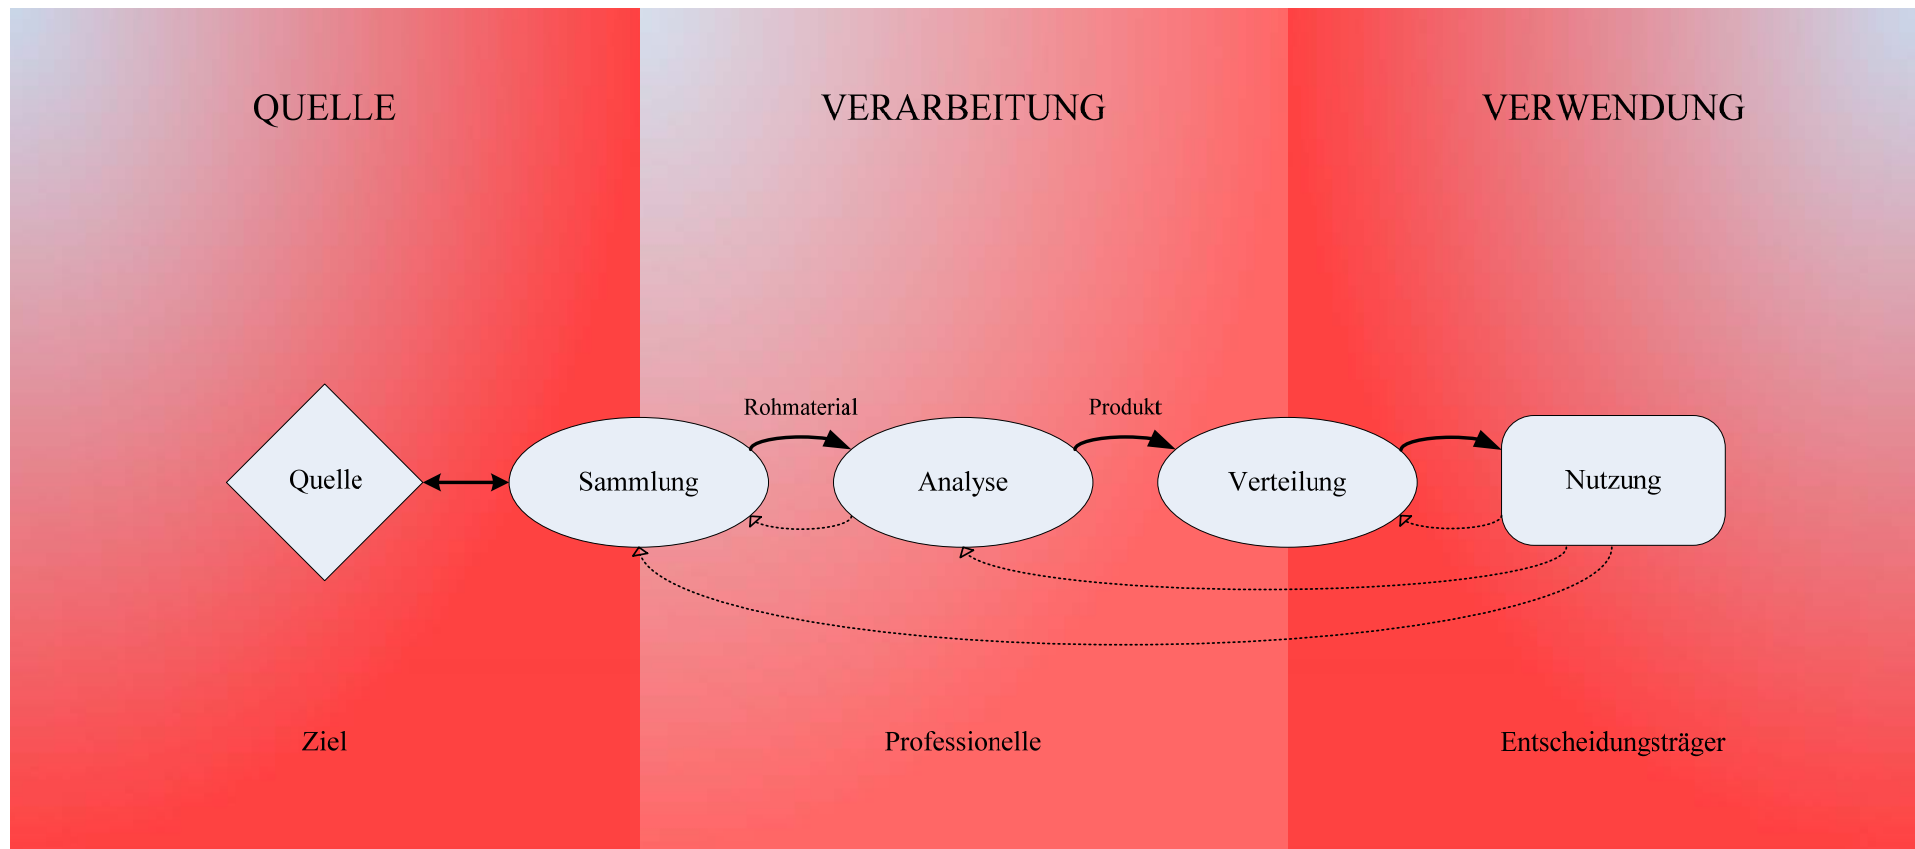 QUELLE
VERARBEITUNG
VERWENDUNG
Rohmaterial
Produkt
Quelle
Sammlung
Analyse
Verteilung
Nutzung
Ziel
Professionelle
Entscheidungsträger